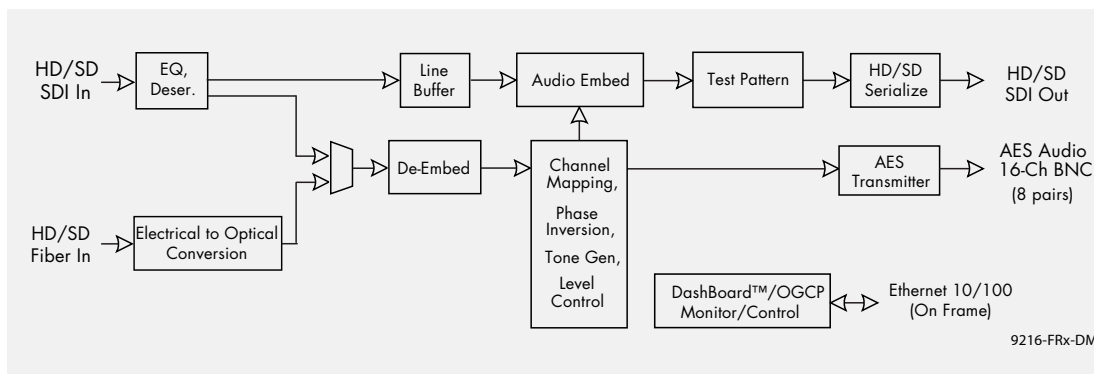 HD/SD
SDI In
EQ,
Deser.
Line
Buffer
Audio Embed
Test Pattern
HD/SD
Serialize
HD/SD
SDI Out
De-Embed
Channel
Mapping,
Phase
Inversion,
Tone Gen,
Level
Control
AES
Transmitter
AES Audio
16-Ch BNC
(8 pairs)
HD/SD
Fiber In
Electrical to Optical
Conversion
DashBoard™/OGCP
Monitor/Control
Ethernet 10/100
(On Frame)
9216-FRx-DM